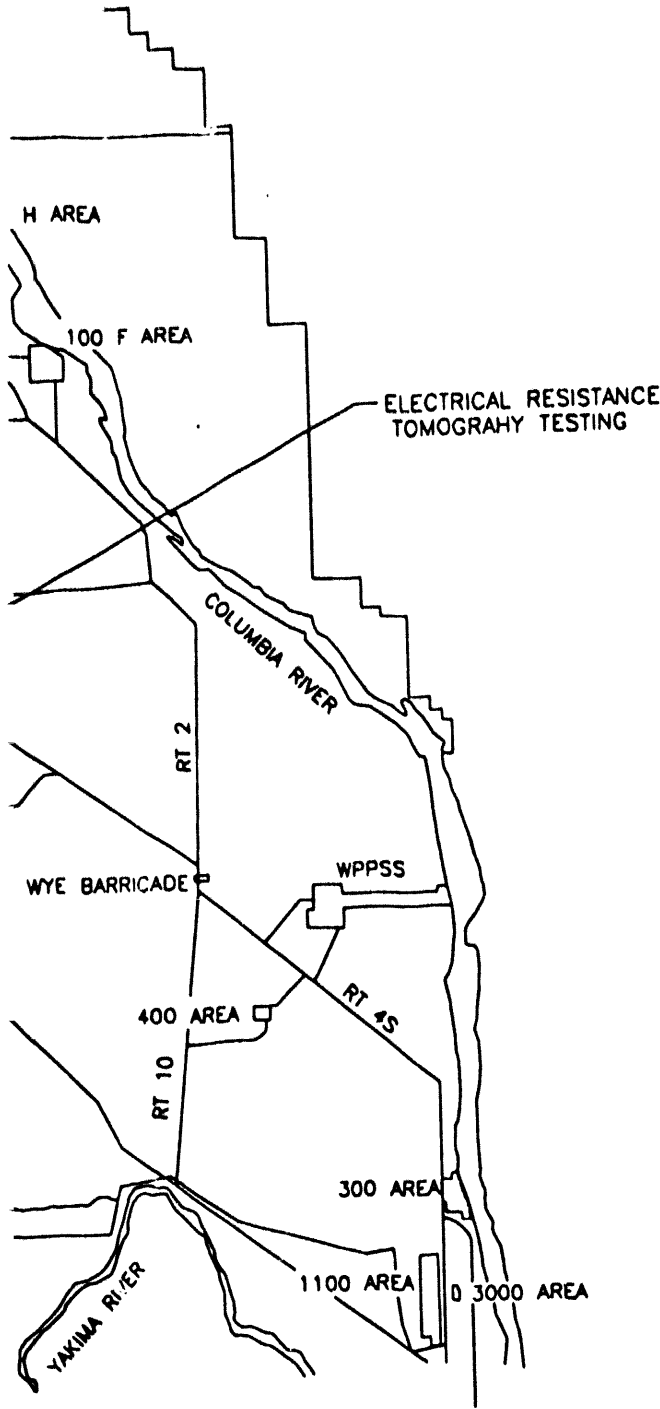 H AREA
100 F AREA
ELECTRICAL RESISTANCE
TOMOGRAHY TESTING
COLUMBIA RIVER
RT 2
WYE BARRICADE
WPPSS
400 AREA
RT 4S
RT 10
300 AREA
1100 AREA
3000 AREA
YAKIMA RIVER